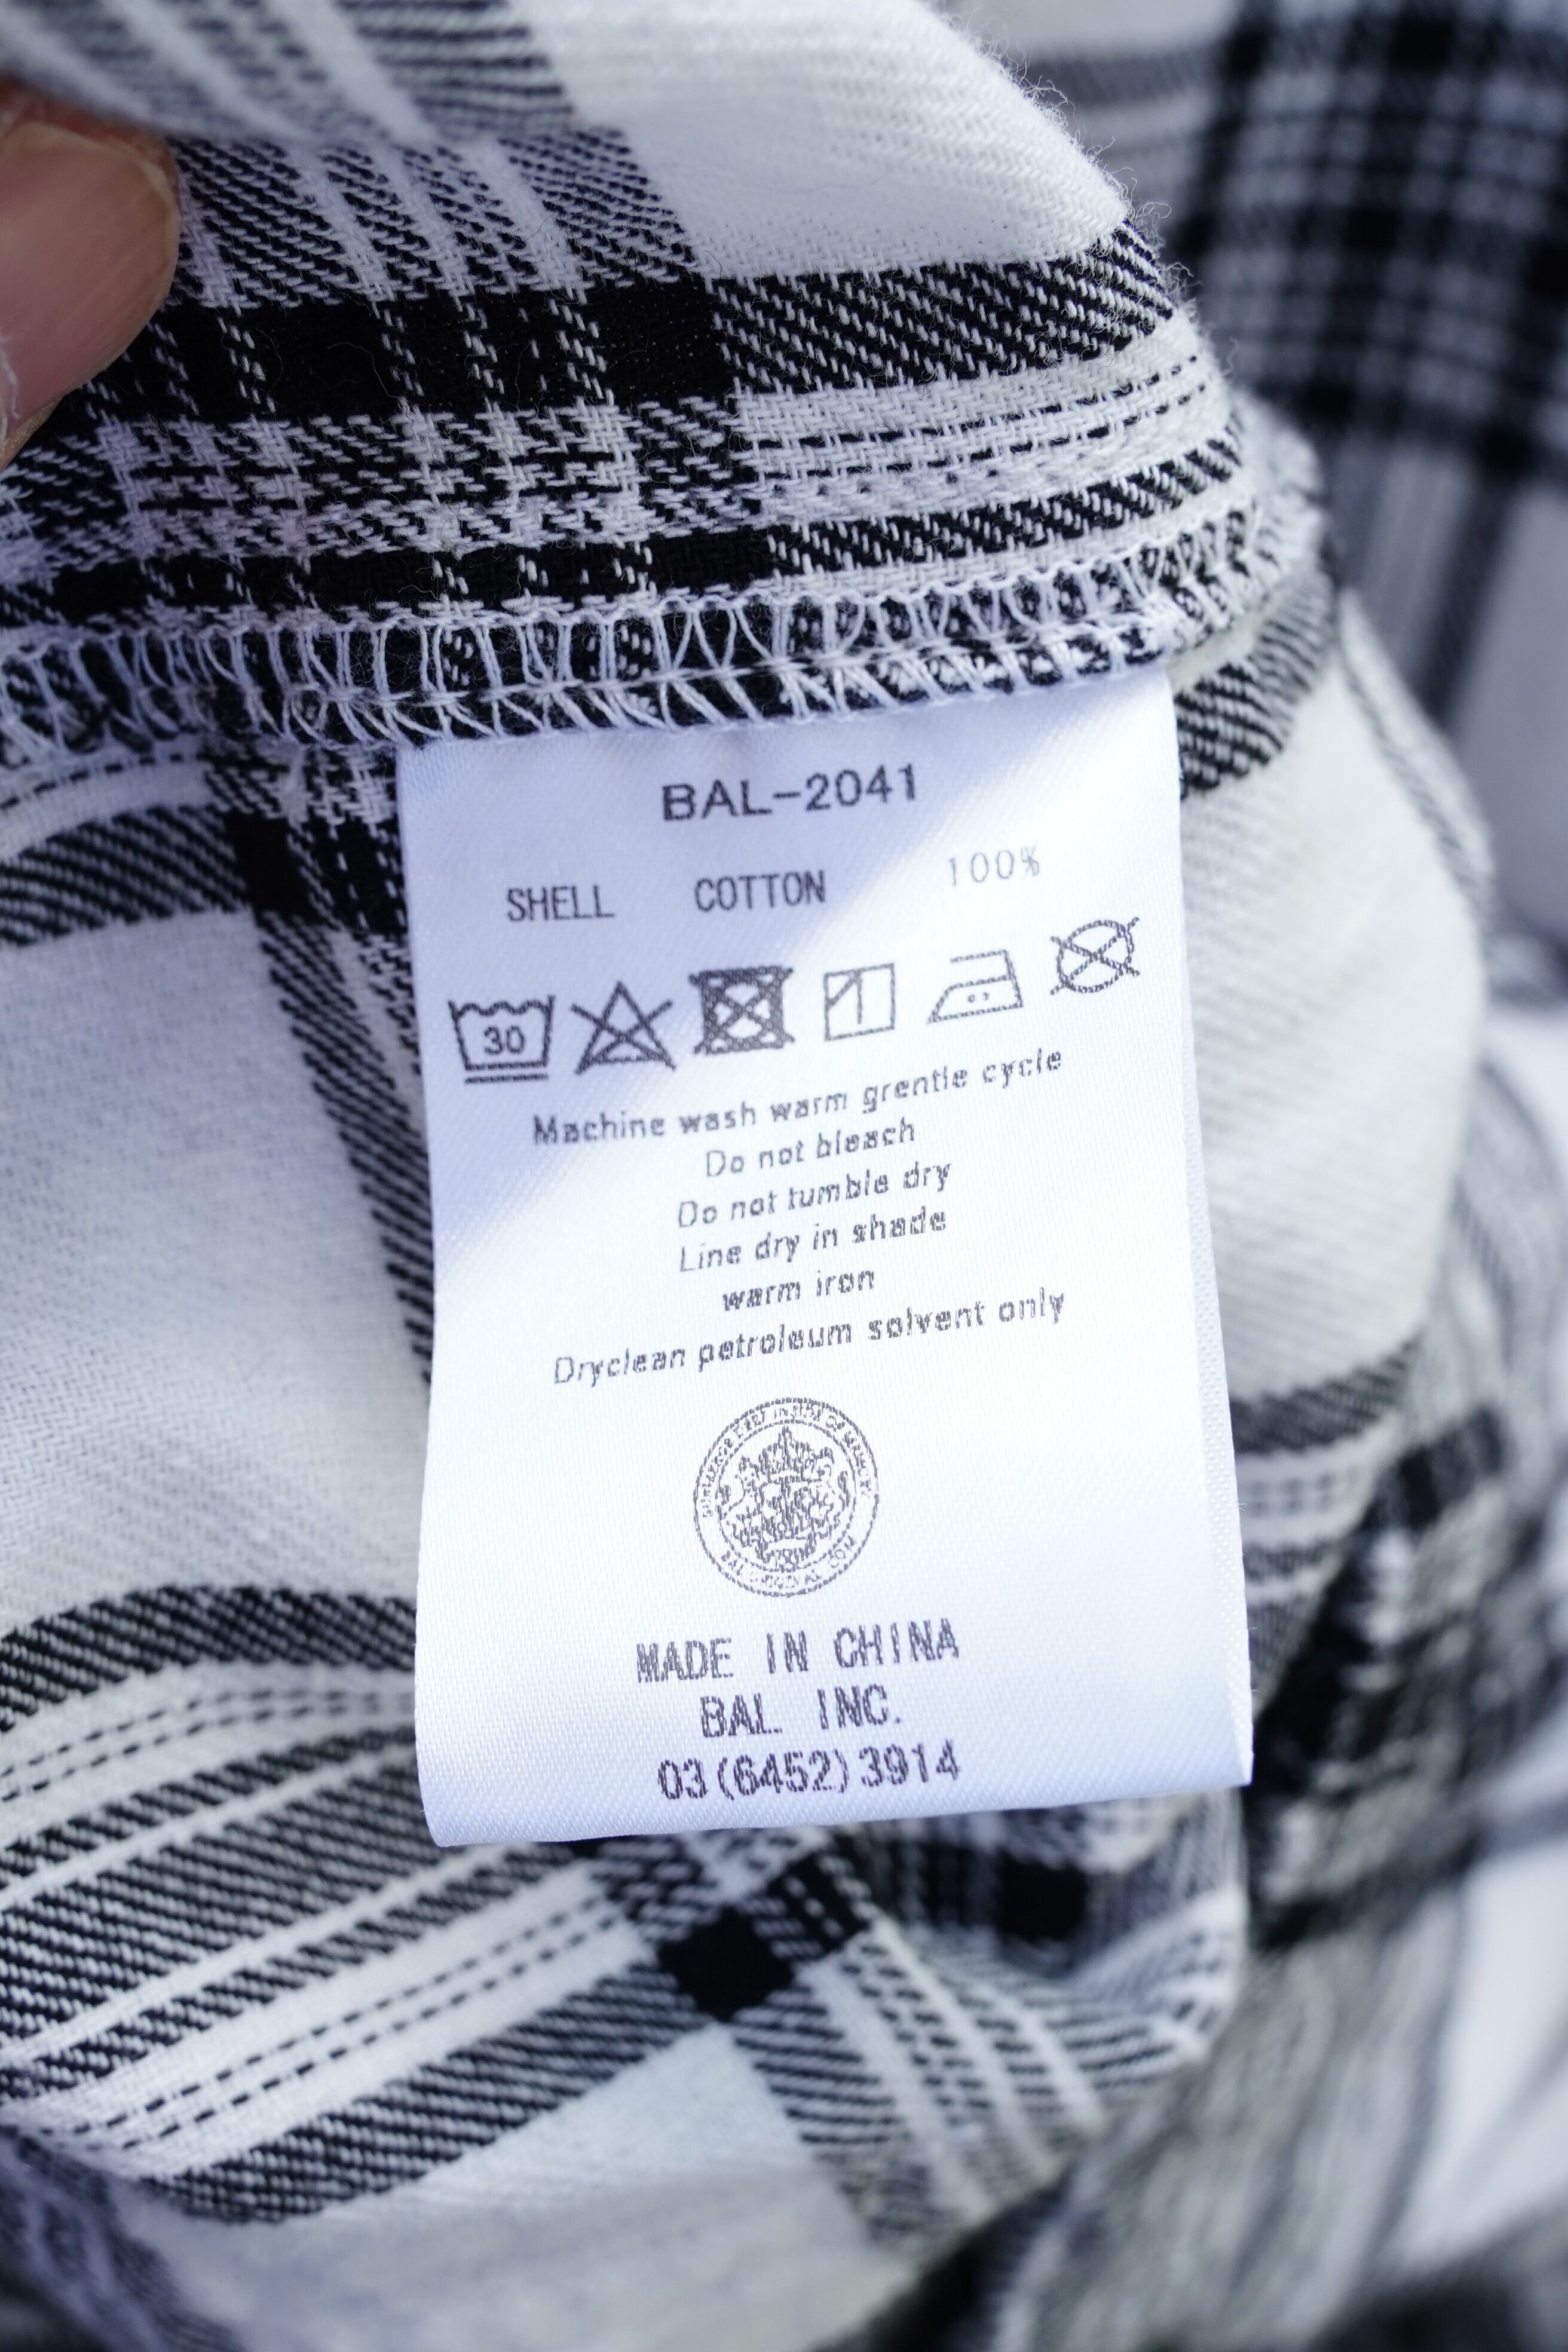 BAL-2041
SHELL COTTON 100%
30
Machine wash warm grentle cycle
Do not bleach
Do not tumble dry
Line dry in shade
warm iron
Dryclean petroleum solvent only
MADE IN CHINA
BAL INC.
03(6452)3914